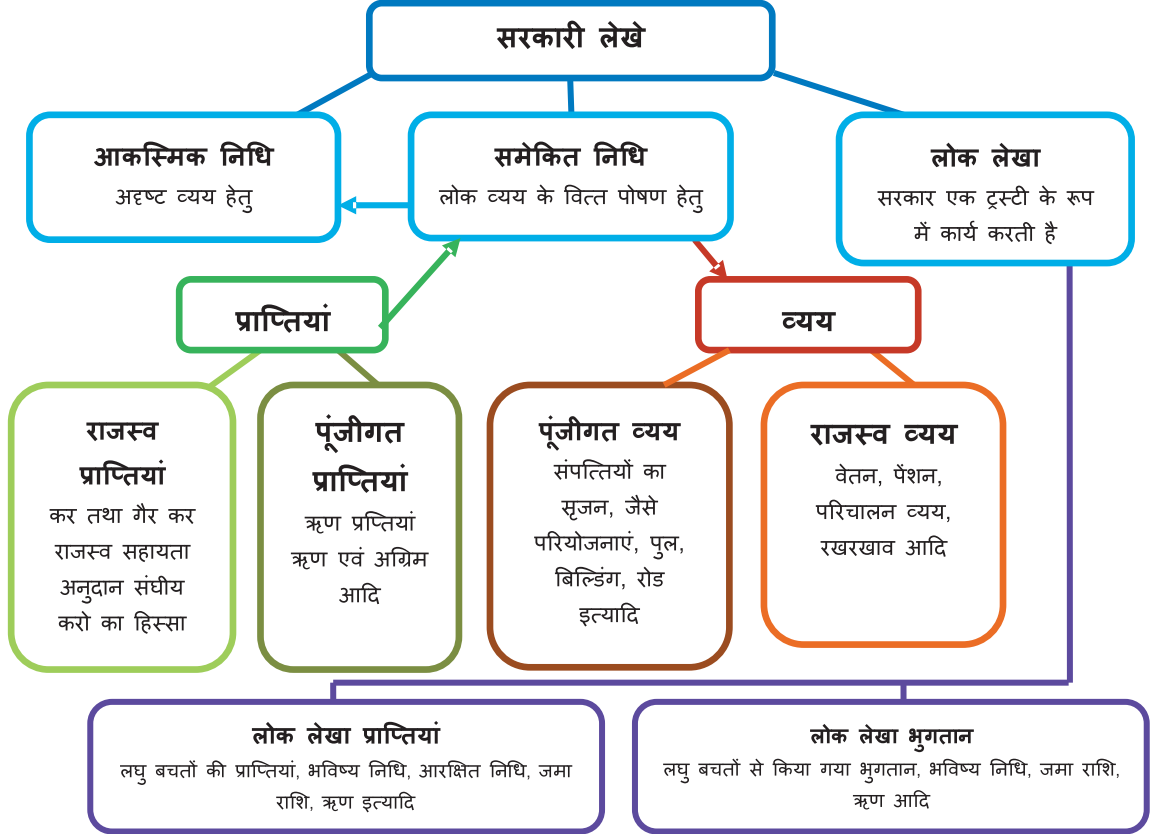 सरकारी लेखे
आकस्मिक निधि
अदृष्ट व्यय हेतु
समेकित निधि
लोक व्यय के वित्त पोषण हेतु
लोक लेखा
सरकार एक ट्रस्टी के रूप
में कार्य करती है
प्राप्तियां
व्यय
राजस्व
प्राप्तियां
कर तथा गैर कर
राजस्व सहायता
अनुदान संघीय
करो का हिस्सा
पूंजीगत
प्राप्तियां
ऋण प्रप्तियां
ऋण एवं अग्रिम
आदि
पूंजीगत व्यय
संपत्तियों का
सृजन, जैसे
परियोजनाएं, पुल,
बिल्डिंग, रोड
इत्यादि
राजस्व व्यय
वेतन, पेंशन,
परिचालन व्यय,
रखरखाव आदि
लोक लेखा प्राप्तियां
लघु बचतों की प्राप्तियां, भविष्य निधि, आरक्षित निधि, जमा
राशि, ऋण इत्यादि
लोक लेखा भुगतान
लघु बचतों से किया गया भुगतान, भविष्य निधि, जमा राशि,
ऋण आदि